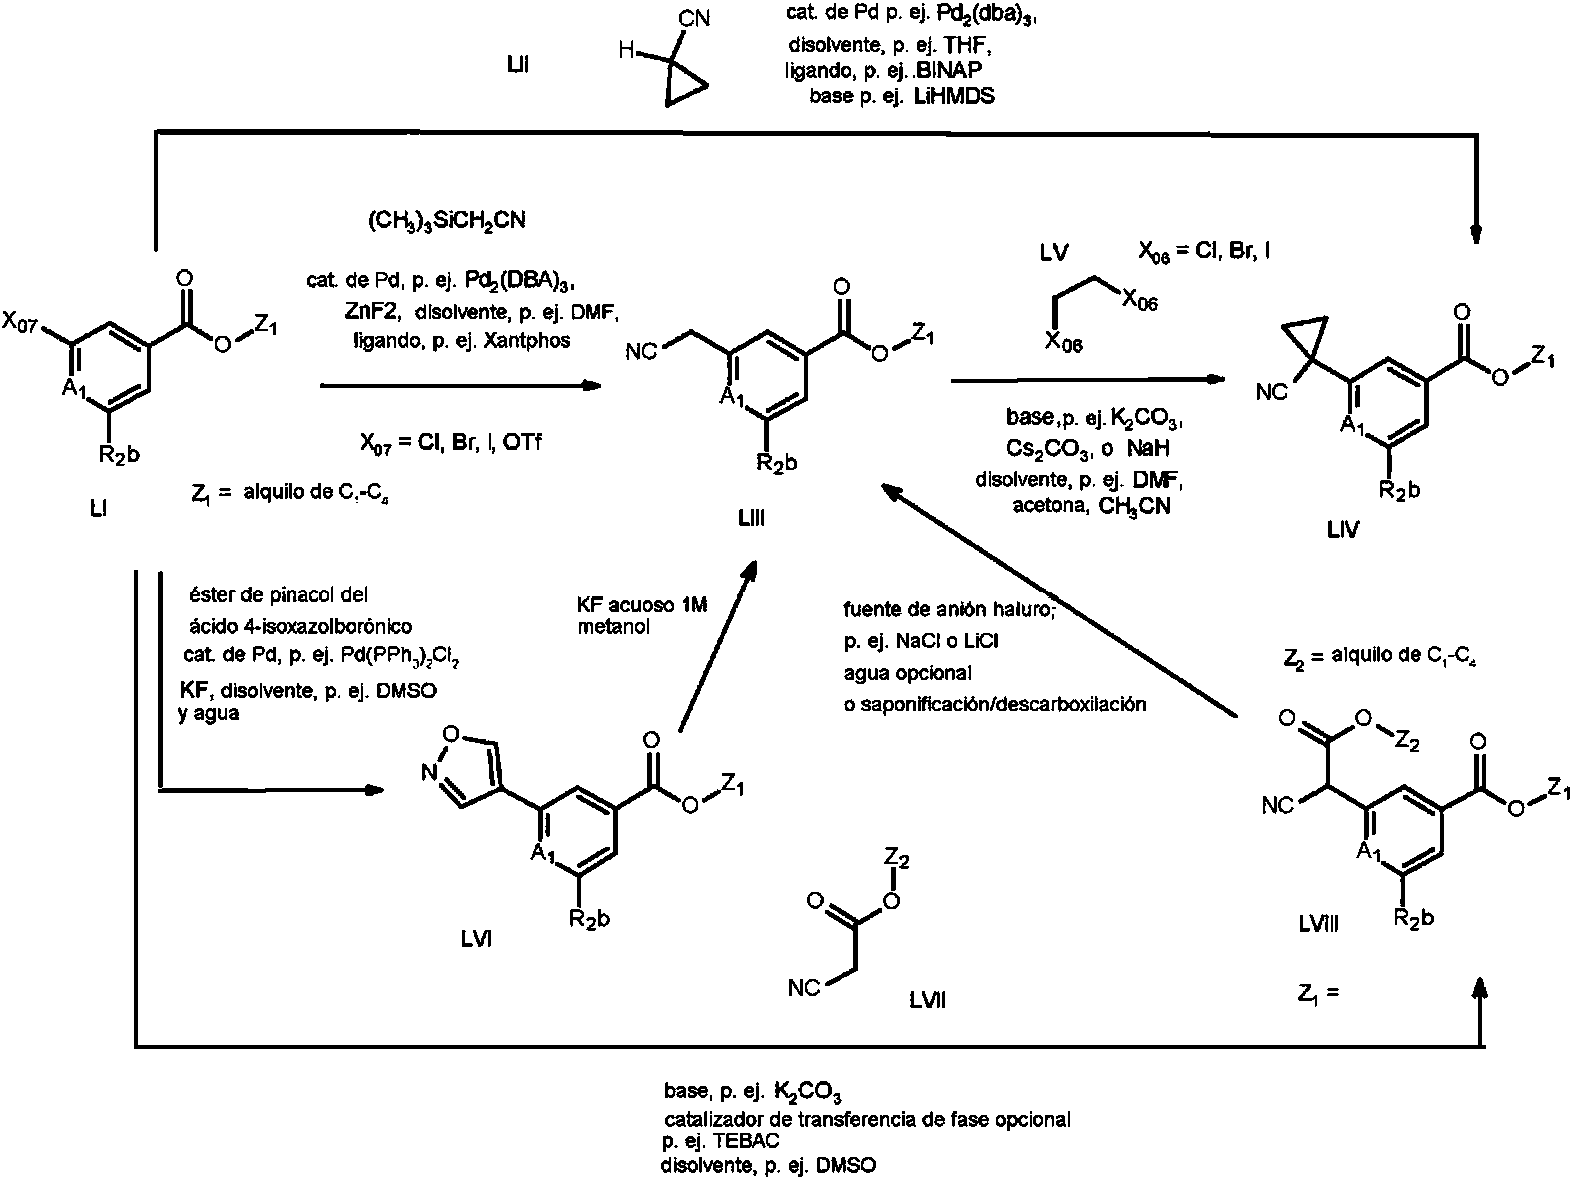 CN
H
LII
cat. de Pd p. ej. Pd2(dba)3,
disolvente, p. ej. THF,
ligando, p. ej..BINAP
base p. ej. LiHMDS
(CH3)3SiCH2CN
cat. de Pd, p. ej. Pd2(DBA)3,
ZnF2, disolvente, p. ej. DMF,
ligando, p. ej. Xantphos
X07 = Cl, Br, I, OTf
X07
O
O
Z1
A1
R2b
LI
Z1 = alquilo de C1-C4
NC
O
O
Z1
A1
R2b
LIII
LV
X06 = Cl, Br, I
X06
X06
base,p. ej. K2CO3,
Cs2CO3, o NaH
disolvente, p. ej. DMF,
acetona, CH3CN
NC
O
O
Z1
A1
R2b
LIV
éster de pinacol del
ácido 4-isoxazolborónico
cat. de Pd, p. ej. Pd(PPh3)2Cl2
KF, disolvente, p. ej. DMSO
y agua
KF acuoso 1M
metanol
fuente de anión haluro,
p. ej. NaCl o LiCl
agua opcional
o saponificación/descarboxilación
Z2 = alquilo de C1-C4
O
N
O
O
Z1
A1
R2b
LVI
Z2
O
O
NC
LVII
O
O
Z2
NC
O
O
Z1
A1
R2b
LVIII
Z1 =
base, p. ej. K2CO3
catalizador de transferencia de fase opcional
p. ej. TEBAC
disolvente, p. ej. DMSO